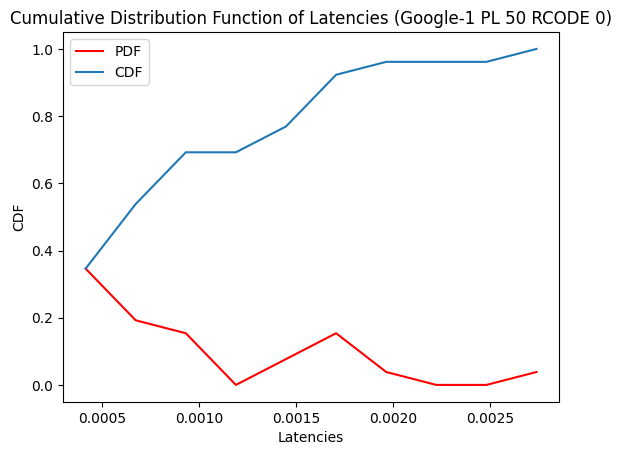 Cumulative Distribution Function of Latencies (Google-1 PL 50 RCODE 0)
PDF
CDF
1.0
0.8
0.6
0.4
0.2
0.0
CDF
0.0005
0.0010
0.0015
0.0020
0.0025
Latencies